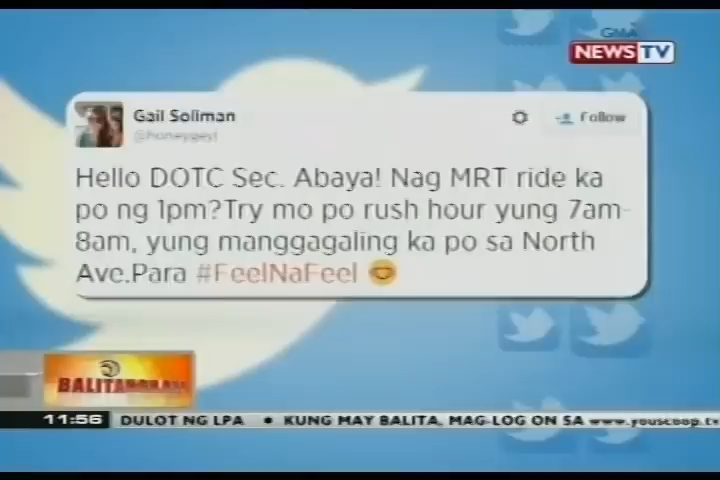 GMA
NEWS TV
Gail Soliman
Follow
Hello DOTC Sec. Abaya! Nag MRT ride ka
po ng 1pm?Try mo po rush hour yung 7am-
8am, yung manggagaling ka po sa North
Ave.Para #FeelNaFeel
11:56 DULOT NG LPA • KUNG MAY BALITA, MAG-LOG ON SA www.youscoop.tv